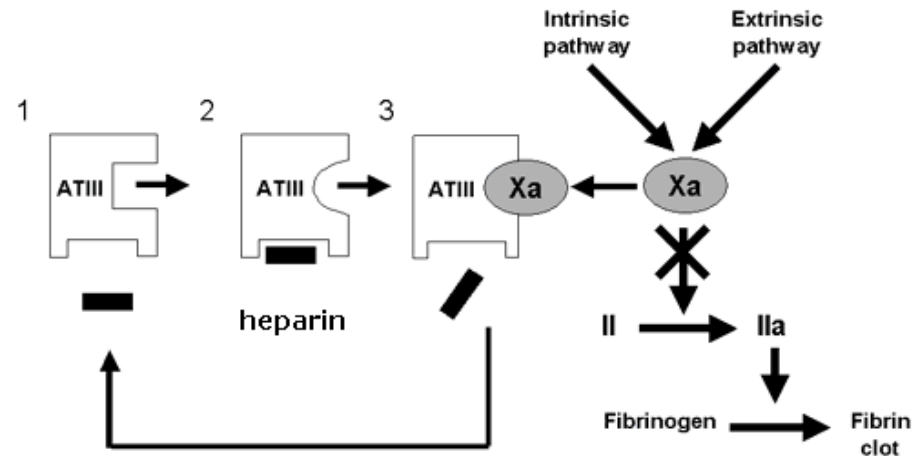 Intrinsic
pathway
Extrinsic
pathway
1
2
3
ATIII
ATIII
ATIII
Xa
Xa
heparin
II
IIa
Fibrinogen
Fibrin
clot